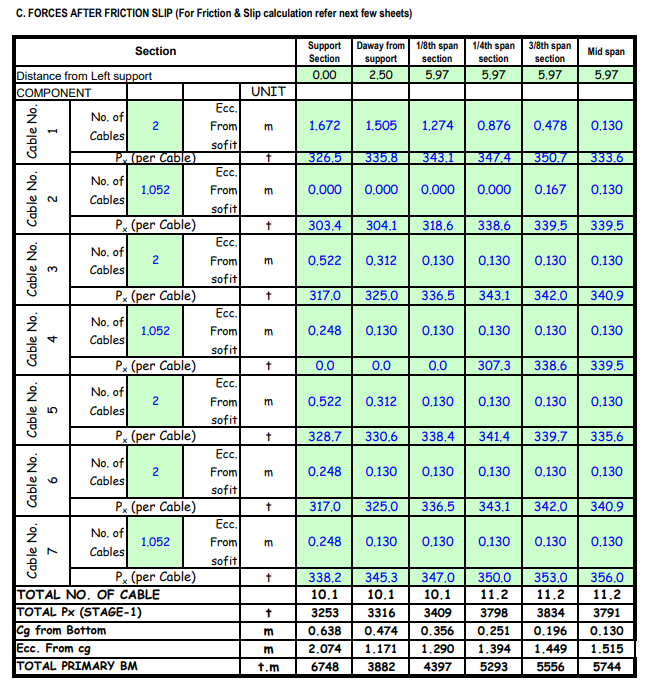 C. FORCES AFTER FRICTION SLIP (For Friction & Slip calculation refer next few sheets)
Section Support Section Daway from support 1/8th span section 1/4th span section 3/8th span section Mid span
Distance from Left support 0.00 2.50 5.97 5.97 5.97 5.97
COMPONENT UNIT
Cable No. 1 No. of Cables 2 Ecc. From sofit m 1.672 1.505 1.274 0.876 0.478 0.130
Px (per Cable) t 326.5 335.8 343.1 347.4 350.7 333.6
Cable No. 2 No. of Cables 1.052 Ecc. From sofit m 0.000 0.000 0.000 0.000 0.167 0.130
Px (per Cable) t 303.4 304.1 318.6 338.6 339.5 339.5
Cable No. 3 No. of Cables 2 Ecc. From sofit m 0.522 0.312 0.130 0.130 0.130 0.130
Px (per Cable) t 317.0 325.0 336.5 343.1 342.0 340.9
Cable No. 4 No. of Cables 1.052 Ecc. From sofit m 0.248 0.130 0.130 0.130 0.130 0.130
Px (per Cable) t 0.0 0.0 0.0 307.3 338.6 339.5
Cable No. 5 No. of Cables 2 Ecc. From sofit m 0.522 0.312 0.130 0.130 0.130 0.130
Px (per Cable) t 328.7 330.6 338.4 341.4 339.7 335.6
Cable No. 6 No. of Cables 2 Ecc. From sofit m 0.248 0.130 0.130 0.130 0.130 0.130
Px (per Cable) t 317.0 325.0 336.5 343.1 342.0 340.9
Cable No. 7 No. of Cables 1.052 Ecc. From sofit m 0.248 0.130 0.130 0.130 0.130 0.130
Px (per Cable) t 338.2 345.3 347.0 350.0 353.0 356.0
TOTAL NO. OF CABLE 10.1 10.1 10.1 11.2 11.2 11.2
TOTAL Px (STAGE-1) t 3253 3316 3409 3798 3834 3791
Cg from Bottom m 0.638 0.474 0.356 0.251 0.196 0.130
Ecc. From cg m 2.074 1.171 1.290 1.394 1.449 1.515
TOTAL PRIMARY BM t.m 6748 3882 4397 5293 5556 5744